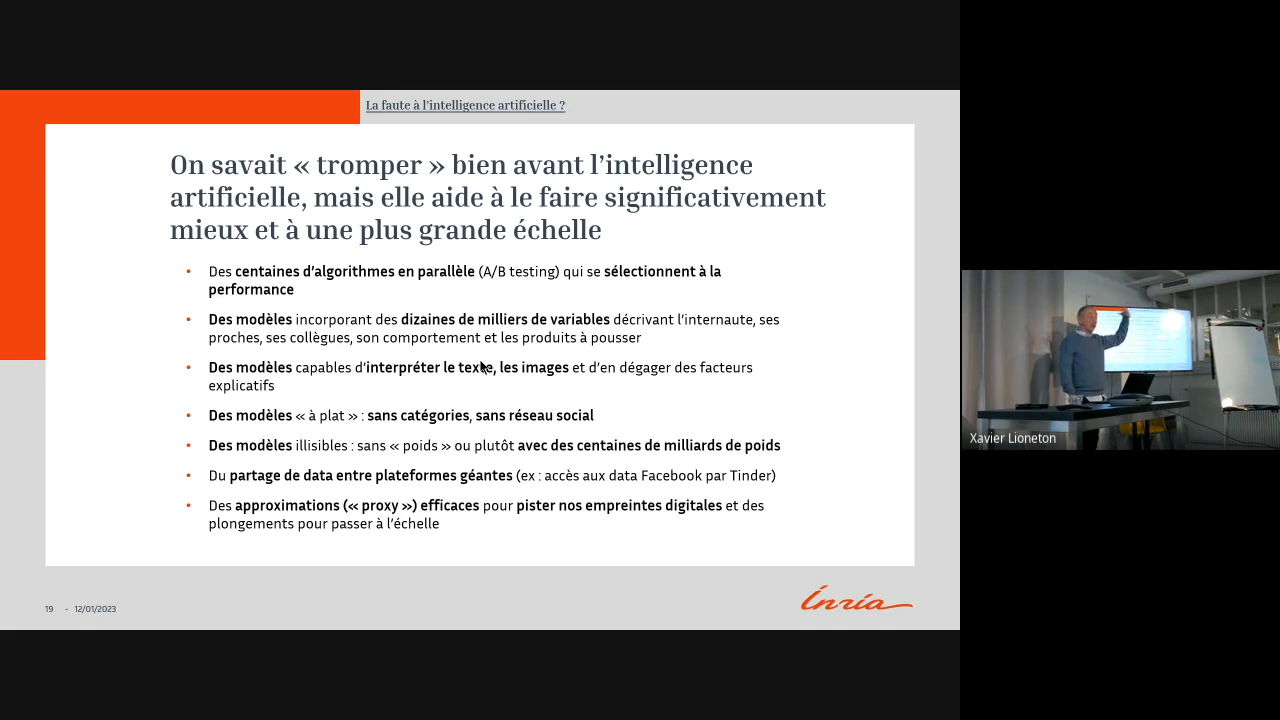 La faute à l'intelligence artificielle ?
On savait « tromper » bien avant l'intelligence
artificielle, mais elle aide à le faire significativement
mieux et à une plus grande échelle
• Des centaines d'algorithmes en parallèle (A/B testing) qui se sélectionnent à la
performance
• Des modèles incorporant des dizaines de milliers de variables décrivant l'internaute, ses
proches, ses collègues, son comportement et les produits à pousser
• Des modèles capables d'interpréter le texte, les images et d'en dégager des facteurs
explicatifs
• Des modèles « à plat » : sans catégories, sans réseau social
• Des modèles illisibles : sans « poids » ou plutôt avec des centaines de milliards de poids
• Du partage de data entre plateformes géantes (ex : accès aux data Facebook par Tinder)
• Des approximations (« proxy ») efficaces pour pister nos empreintes digitales et des
plongements pour passer à l'échelle
19 - 12/01/2023
Inria
Xavier Lioneton